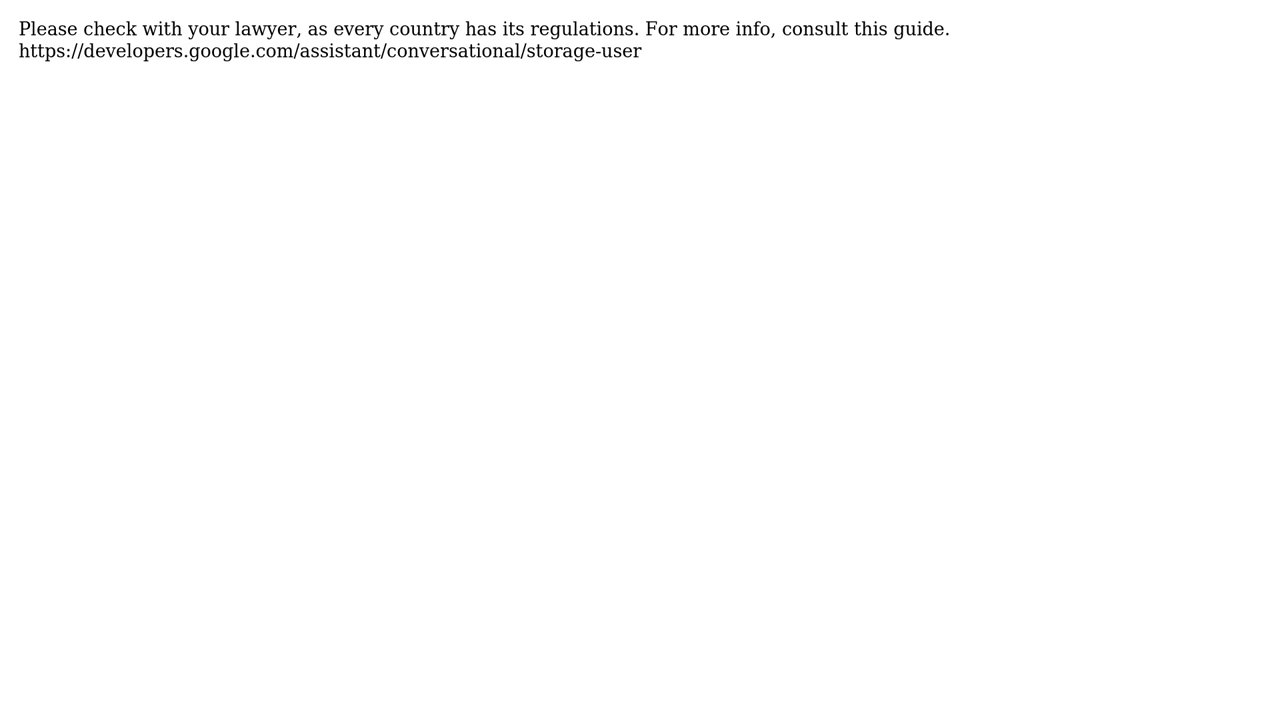 Please check with your lawyer, as every country has its regulations. For more info, consult this guide.
https://developers.google.com/assistant/conversational/storage-user